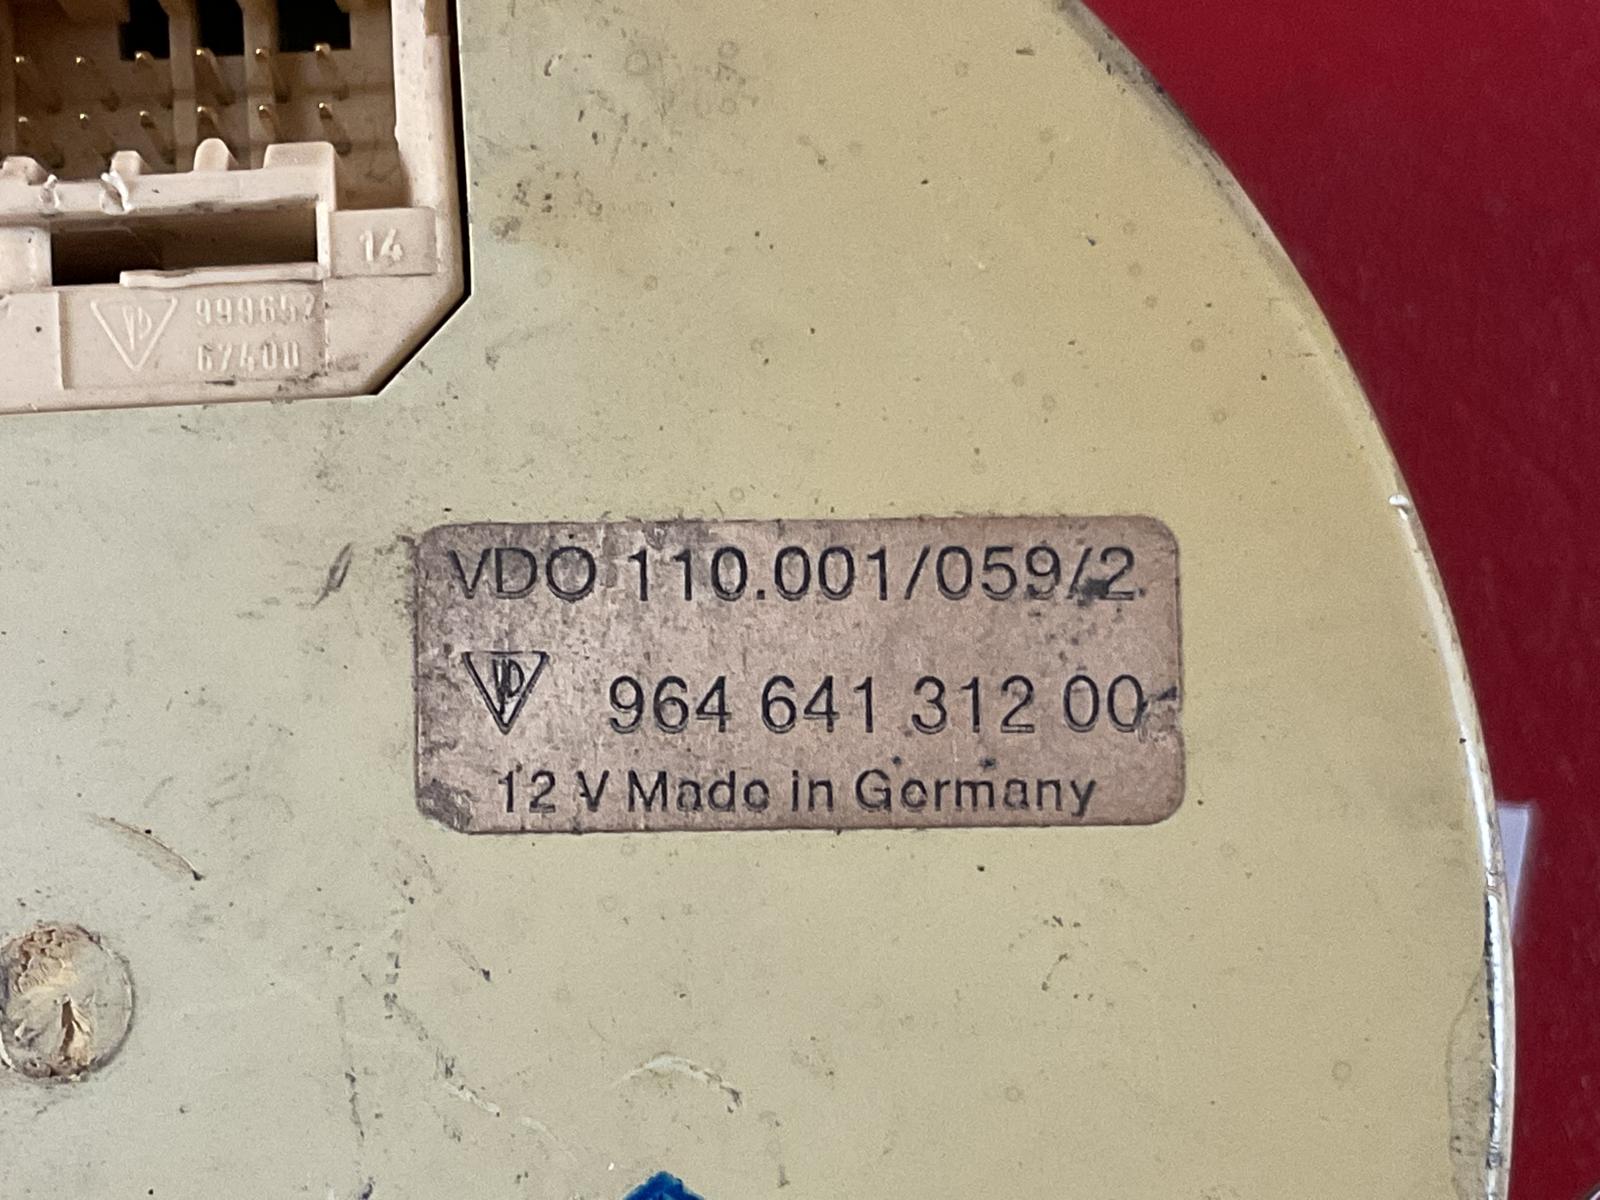 14
999652
67400
VDO 110.001/059/2
964 641 312 00
12 V Made in Germany